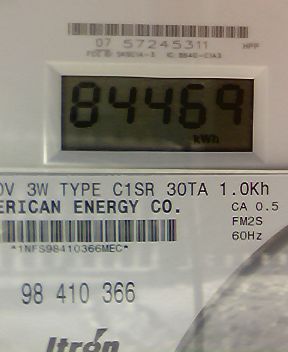 07 57245311 HPP
84469
kWh
0V 3W TYPE C1SR 30TA 1.0Kh
ERICAN ENERGY CO. CA 0.5
FM2S
60Hz
*1NFS98410366MEC*
98 410 366
Itron